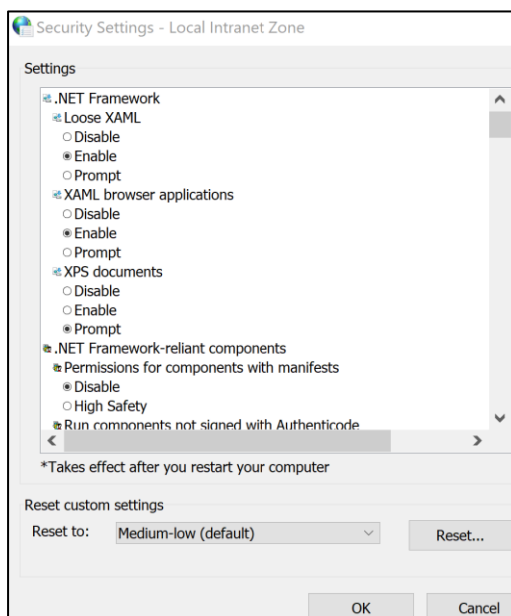 Security Settings - Local Intranet Zone
Settings
.NET Framework
Loose XAML
Disable
Enable
Prompt
XAML browser applications
Disable
Enable
Prompt
XPS documents
Disable
Enable
Prompt
.NET Framework-reliant components
Permissions for components with manifests
Disable
High Safety
Run components not signed with Authenticode
*Takes effect after you restart your computer
Reset custom settings
Reset to: Medium-low (default) Reset...
OK Cancel